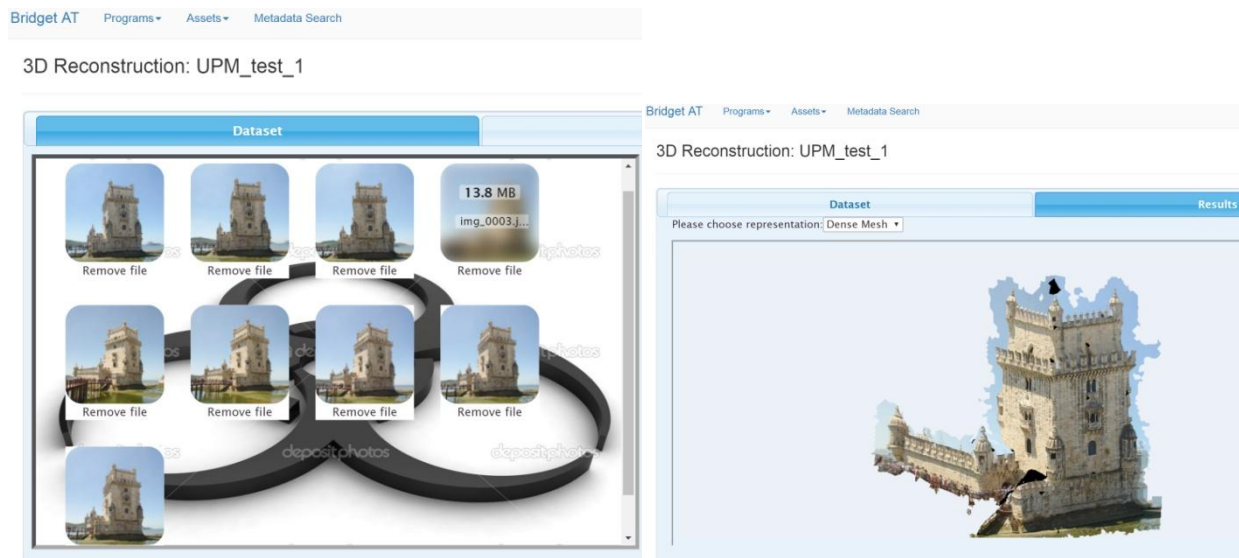 Bridget AT Programs Assets Metadata Search
3D Reconstruction: UPM_test_1
Dataset
13.8 MB
img_0003.j...
Remove file Remove file Remove file Remove file
Remove file Remove file Remove file Remove file
depositphotos
Bridget AT Programs Assets Metadata Search
3D Reconstruction: UPM_test_1
Dataset Results
Please choose representation: Dense Mesh